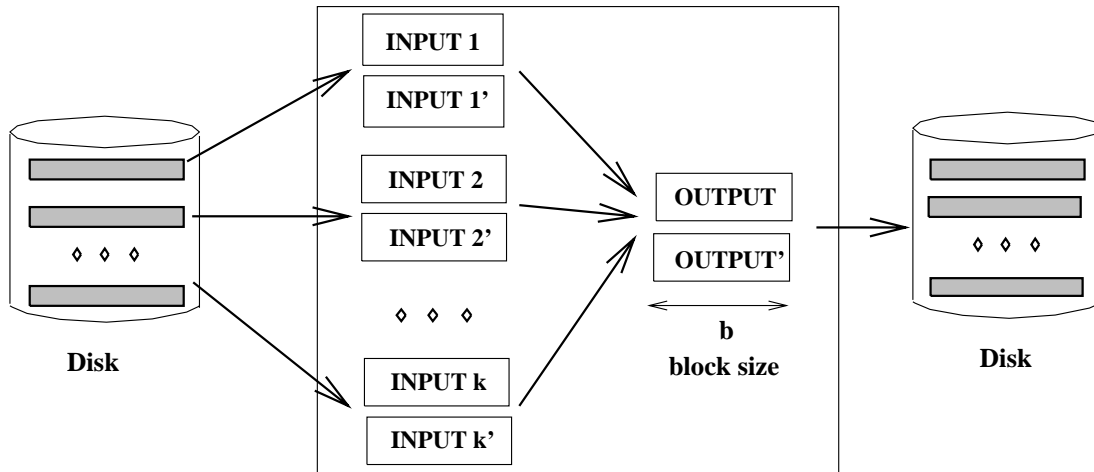 INPUT 1
INPUT 1’
INPUT 2
INPUT 2’
INPUT k
INPUT k’
OUTPUT
OUTPUT’
b
block size
Disk
Disk